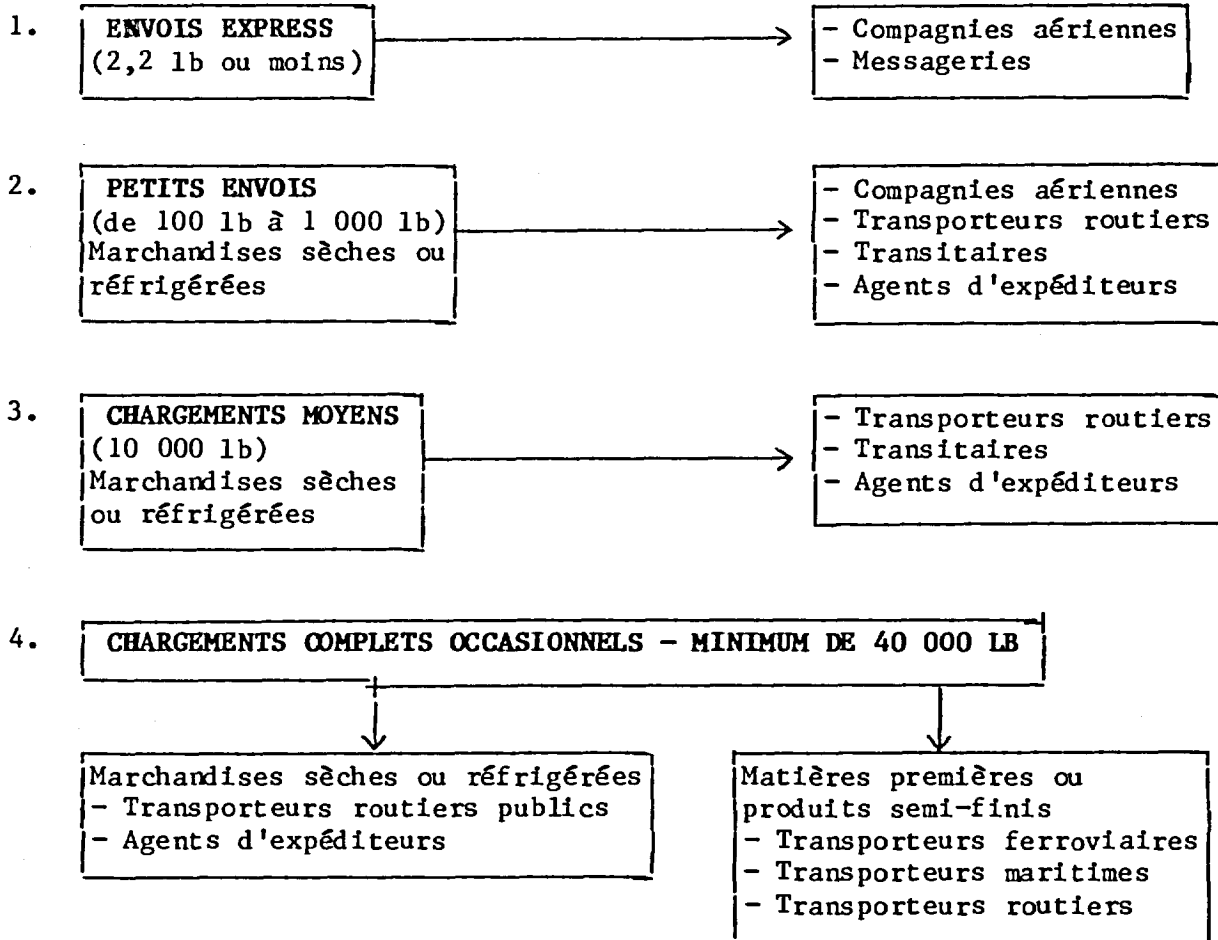 1. ENVOIS EXPRESS
(2,2 lb ou moins)
- Compagnies aériennes
- Messageries
2. PETITS ENVOIS
(de 100 lb à 1 000 lb)
Marchandises sèches ou
réfrigérées
- Compagnies aériennes
- Transporteurs routiers
- Transitaires
- Agents d'expéditeurs
3. CHARGEMENTS MOYENS
(10 000 lb)
Marchandises sèches
ou réfrigérées
- Transporteurs routiers
- Transitaires
- Agents d'expéditeurs
4. CHARGEMENTS COMPLETS OCCASIONNELS - MINIMUM DE 40 000 LB
Marchandises sèches ou réfrigérées
- Transporteurs routiers publics
- Agents d'expéditeurs
Matières premières ou
produits semi-finis
- Transporteurs ferroviaires
- Transporteurs maritimes
- Transporteurs routiers